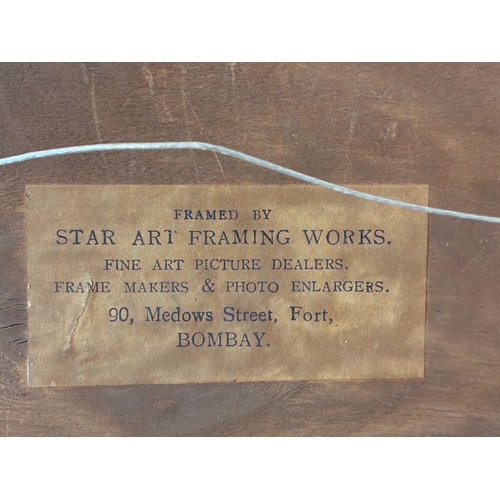 FRAMED BY
STAR ART FRAMING WORKS.
FINE ART PICTURE DEALERS.
FRAME MAKERS & PHOTO ENLARGERS.
90, Medows Street, Fort,
BOMBAY.